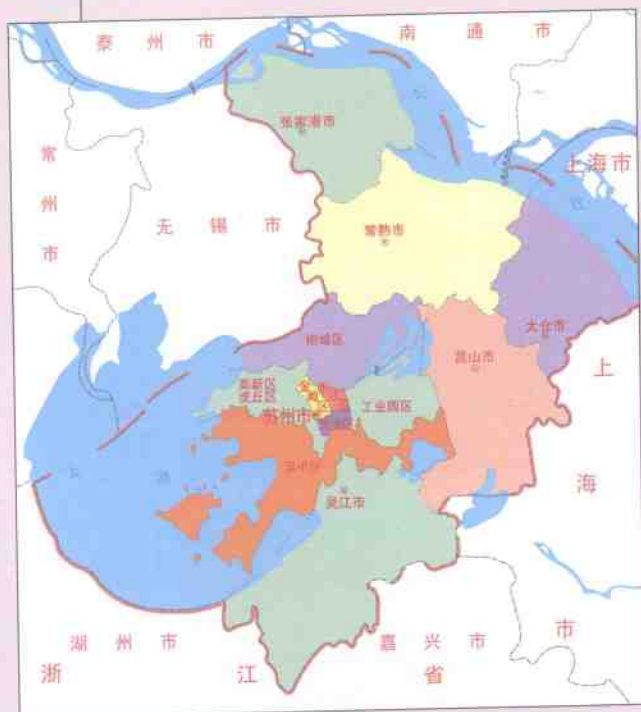 泰州市
南通市
张家港市
上海市
常州市
无锡市
常熟市
太仓市
相城区
昆山市
上海市
高新区
虎丘区
工业园区
苏州市
吴中区
吴江市
湖州市
嘉兴市
浙江省